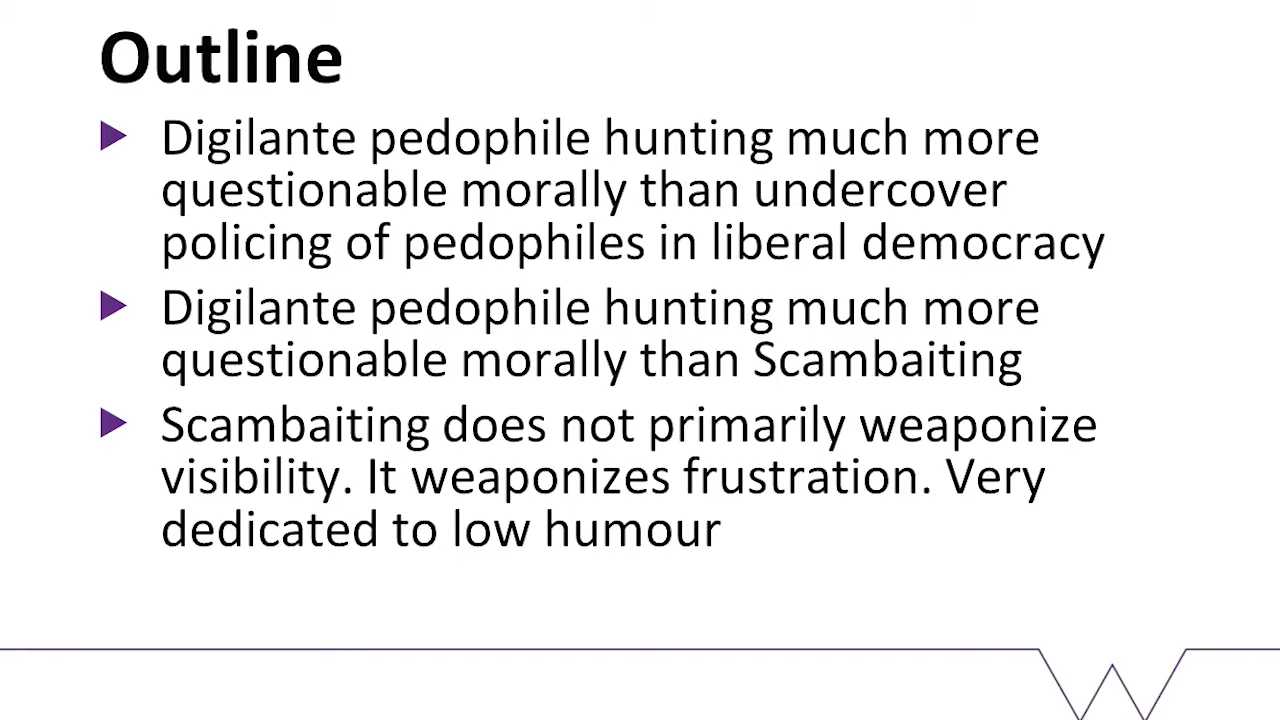 Outline
Digilante pedophile hunting much more
questionable morally than undercover
policing of pedophiles in liberal democracy
Digilante pedophile hunting much more
questionable morally than Scambaiting
Scambaiting does not primarily weaponize
visibility. It weaponizes frustration. Very
dedicated to low humour